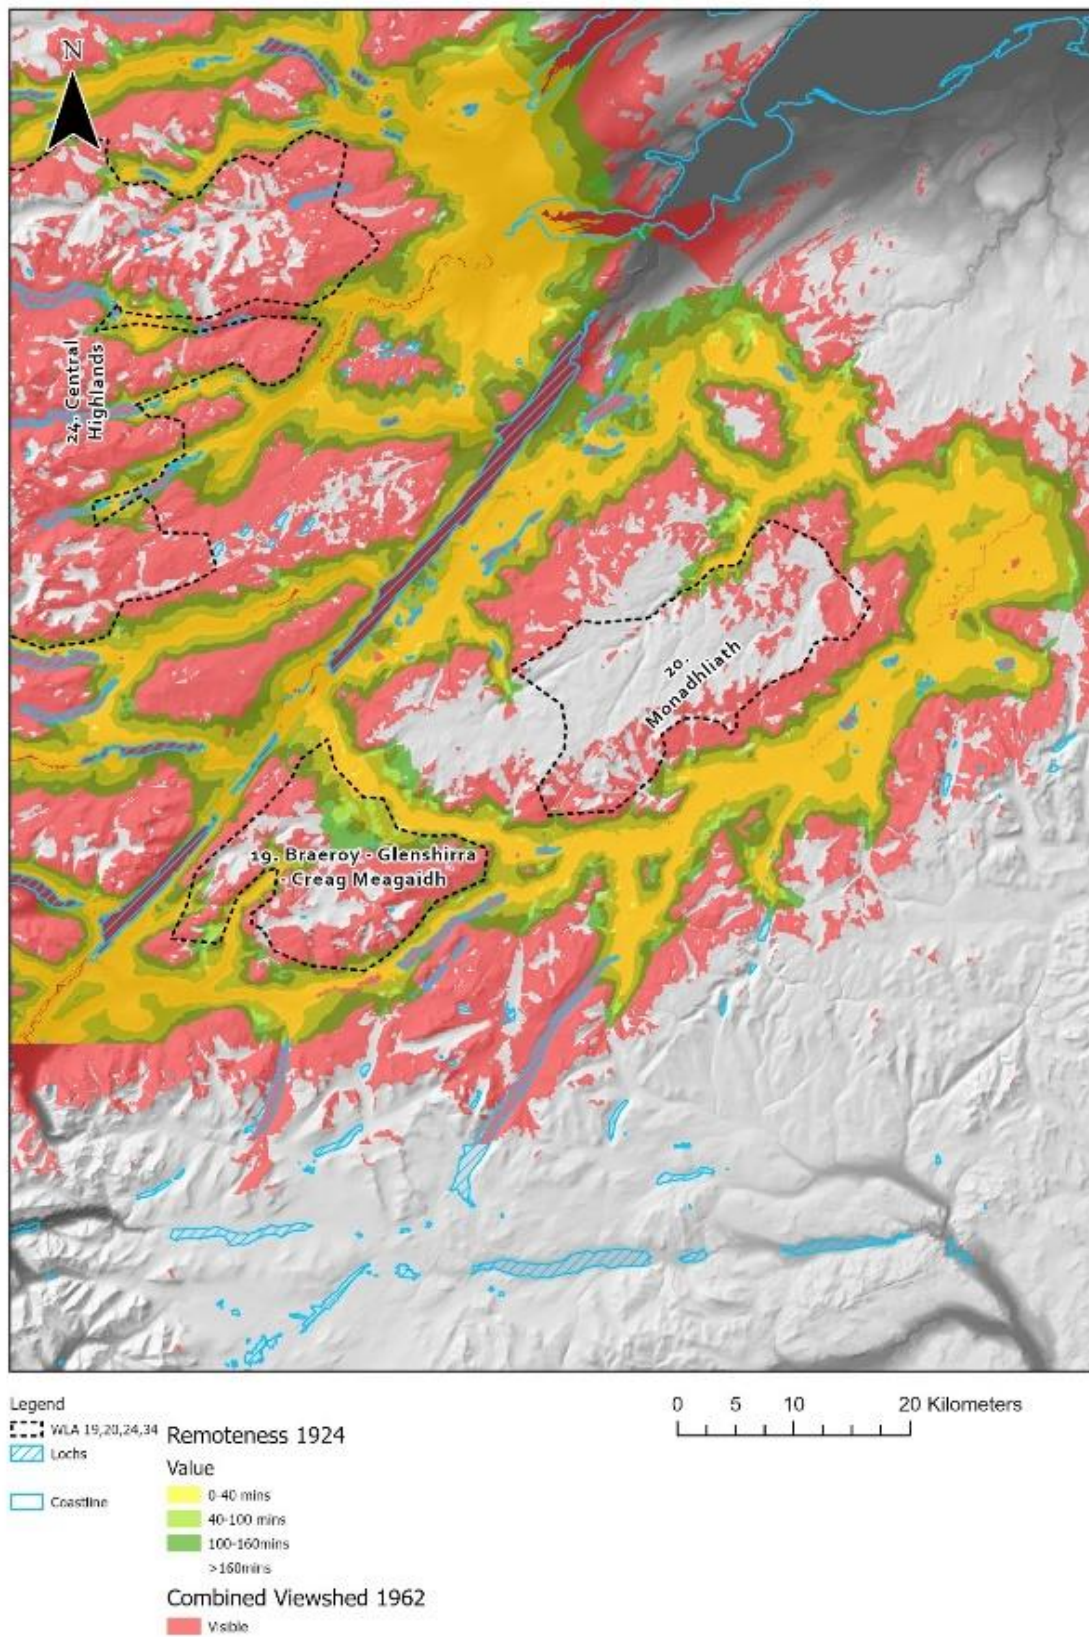 N
24. Central
Highlands
20.
Monadhliath
19. Braeroy - Glenshirra
- Creag Meagaidh
Legend
WLA 19,20,24,34
Lochs
Coastline
Remoteness 1924
Value
0-40 mins
40-100 mins
100-160mins
>160mins
Combined Viewshed 1962
Visible
0 5 10 20 Kilometers